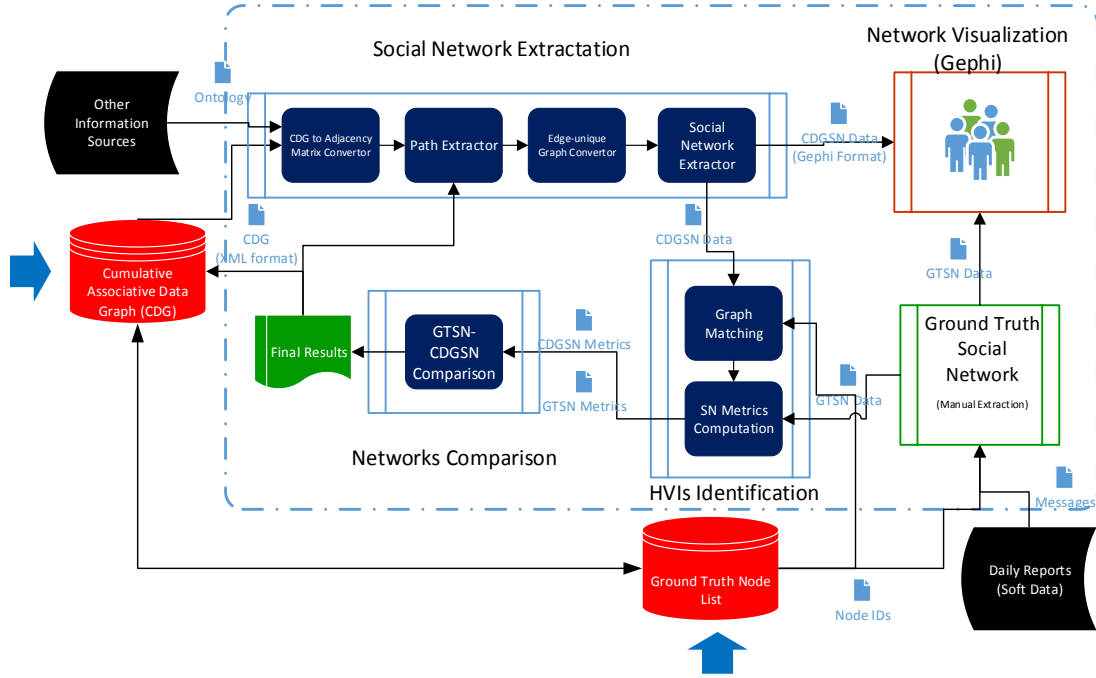 Social Network Extractation
Network Visualization
(Gephi)
Other
Information
Sources
Ontology
CDG to Adjacency
Matrix Convertor
Path Extractor
Edge-unique
Graph Convertor
Social
Network
Extractor
CDGSN Data
(Gephi Format)
CDG
(XML format)
CDGSN Data
GTSN Data
Cumulative
Associative Data
Graph (CDG)
Final Results
GTSN-
CDGSN
Comparison
CDGSN Metrics
GTSN Metrics
Graph
Matching
SN Metrics
Computation
GTSN Data
Ground Truth
Social
Network
(Manual Extraction)
Networks Comparison
HVIs Identification
Messages
Ground Truth Node
List
Node IDs
Daily Reports
(Soft Data)